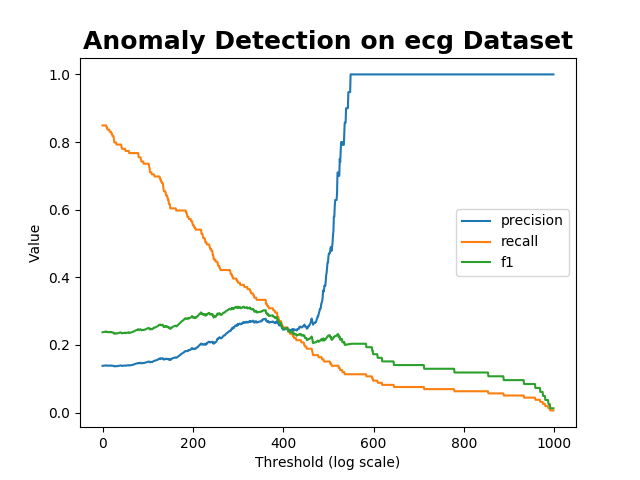 Anomaly Detection on ecg Dataset
1.0
0.8
0.6
0.4
0.2
0.0
Value
precision
recall
f1
0 200 400 600 800 1000
Threshold (log scale)